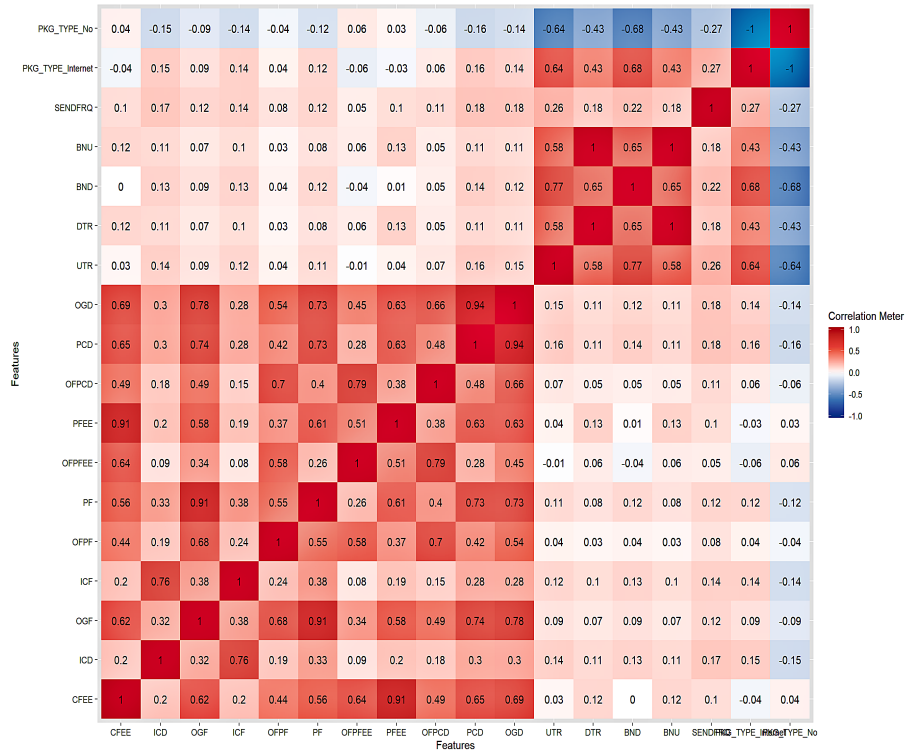 PKG_TYPE_No 0.04 -0.15 -0.09 -0.14 -0.04 -0.12 0.06 0.03 -0.06 -0.16 -0.14 -0.64 -0.43 -0.68 -0.43 -0.27 -1 1
PKG_TYPE_Internet -0.04 0.15 0.09 0.14 0.04 0.12 -0.06 -0.03 0.06 0.16 0.14 0.64 0.43 0.68 0.43 0.27 1 -1
SENDFRQ 0.1 0.17 0.12 0.14 0.08 0.12 0.05 0.1 0.11 0.18 0.18 0.26 0.18 0.22 0.18 1 0.27 -0.27
BNU 0.12 0.11 0.07 0.1 0.03 0.08 0.06 0.13 0.05 0.11 0.11 0.58 1 0.65 1 0.18 0.43 -0.43
BND 0 0.13 0.09 0.13 0.04 0.12 -0.04 0.01 0.05 0.14 0.12 0.77 0.65 1 0.65 0.22 0.68 -0.68
DTR 0.12 0.11 0.07 0.1 0.03 0.08 0.06 0.13 0.05 0.11 0.11 0.58 1 0.65 1 0.18 0.43 -0.43
UTR 0.03 0.14 0.09 0.12 0.04 0.11 -0.01 0.04 0.07 0.16 0.15 1 0.58 0.77 0.58 0.26 0.64 -0.64
OGD 0.69 0.3 0.78 0.28 0.54 0.73 0.45 0.63 0.66 0.94 1 0.15 0.11 0.12 0.11 0.18 0.14 -0.14
PCD 0.65 0.3 0.74 0.28 0.42 0.73 0.28 0.63 0.48 1 0.94 0.16 0.11 0.14 0.11 0.18 0.16 -0.16
OFPCD 0.49 0.18 0.49 0.15 0.7 0.4 0.79 0.38 1 0.48 0.66 0.07 0.05 0.05 0.05 0.11 0.06 -0.06
PFEE 0.91 0.2 0.58 0.19 0.37 0.61 0.51 1 0.38 0.63 0.63 0.04 0.13 0.01 0.13 0.1 -0.03 0.03
OFPFEE 0.64 0.09 0.34 0.08 0.58 0.26 1 0.51 0.79 0.28 0.45 -0.01 0.06 -0.04 0.06 0.05 -0.06 0.06
PF 0.56 0.33 0.91 0.38 0.55 1 0.26 0.61 0.4 0.73 0.73 0.11 0.08 0.12 0.08 0.12 0.12 -0.12
OFPF 0.44 0.19 0.68 0.24 1 0.55 0.58 0.37 0.7 0.42 0.54 0.04 0.03 0.04 0.03 0.08 0.04 -0.04
ICF 0.2 0.76 0.38 1 0.24 0.38 0.08 0.19 0.15 0.28 0.28 0.12 0.1 0.13 0.1 0.14 0.14 -0.14
OGF 0.62 0.32 1 0.38 0.68 0.91 0.34 0.58 0.49 0.74 0.78 0.09 0.07 0.09 0.07 0.12 0.09 -0.09
ICD 0.2 1 0.32 0.76 0.19 0.33 0.09 0.2 0.18 0.3 0.3 0.14 0.11 0.13 0.11 0.17 0.15 -0.15
CFEE 1 0.2 0.62 0.2 0.44 0.56 0.64 0.91 0.49 0.65 0.69 0.03 0.12 0 0.12 0.1 -0.04 0.04
CFEE ICD OGF ICF OFPF PF OFPFEE PFEE OFPCD PCD OGD UTR DTR BND BNU
Features
Features
Correlation Meter
1.0
0.5
0.0
-0.5
-1.0